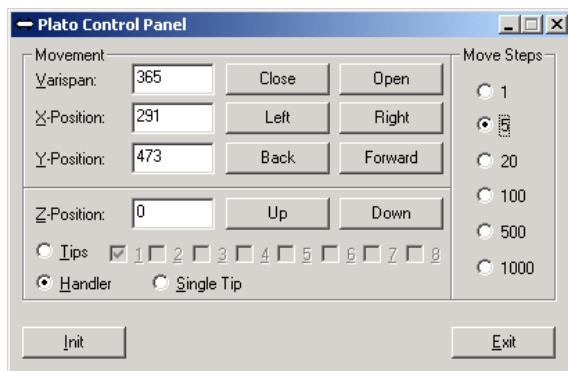 Plato Control Panel
Movement
Varispan: 365 Close Open
X-Position: 291 Left Right
Y-Position: 473 Back Forward
Z-Position: 0 Up Down
Tips 1 2 3 4 5 6 7 8
Handler Single Tip
Move Steps
1
5
20
100
500
1000
Init Exit